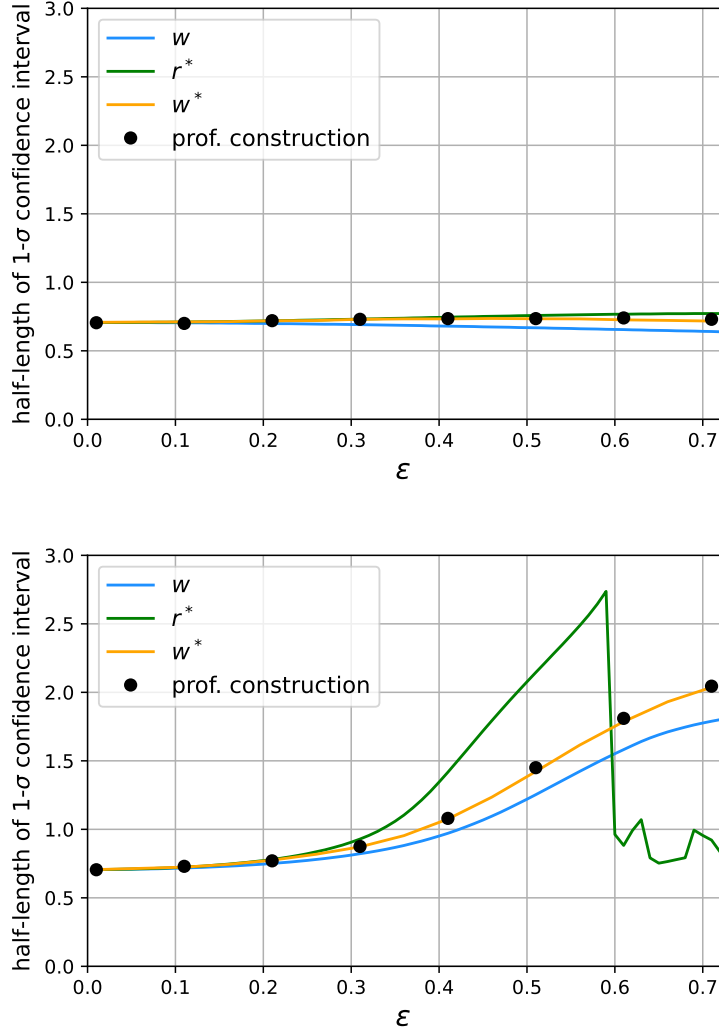 half-length of 1-σ confidence interval
3.0
2.5
2.0
1.5
1.0
0.5
0.0
w
r*
w*
prof. construction
0.0 0.1 0.2 0.3 0.4 0.5 0.6 0.7
ε
half-length of 1-σ confidence interval
3.0
2.5
2.0
1.5
1.0
0.5
0.0
w
r*
w*
prof. construction
0.0 0.1 0.2 0.3 0.4 0.5 0.6 0.7
ε